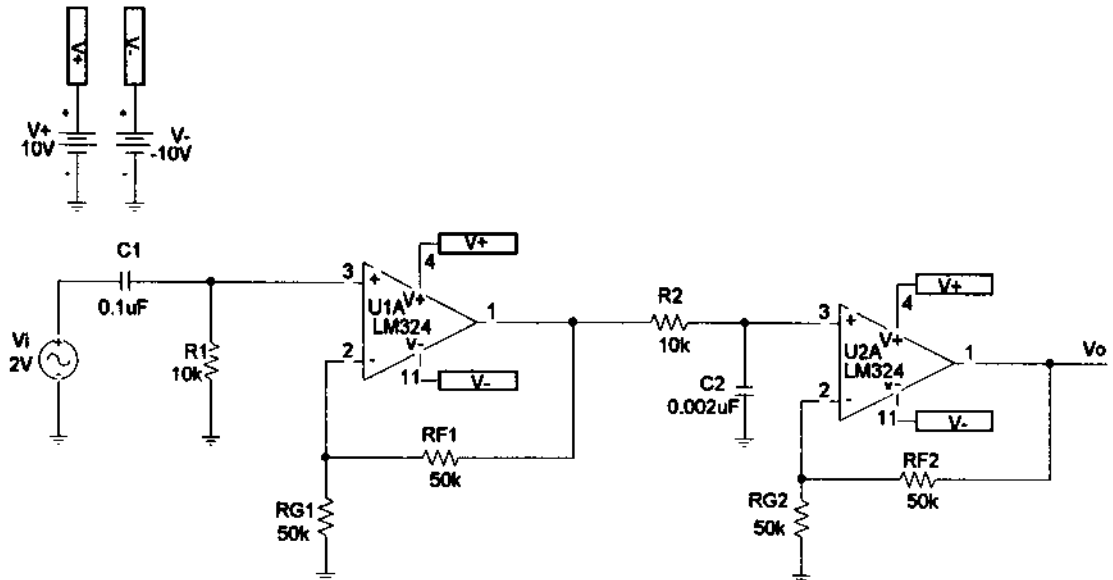 V+
V-
V+
10V
V-
-10V
C1
0.1uF
Vi
2V
R1
10k
3
2
U1A
LM324
V+
V-
4
V+
11
V-
1
RF1
50k
RG1
50k
R2
10k
C2
0.002uF
3
2
U2A
LM324
V+
V-
4
V+
11
V-
1
Vo
RF2
50k
RG2
50k